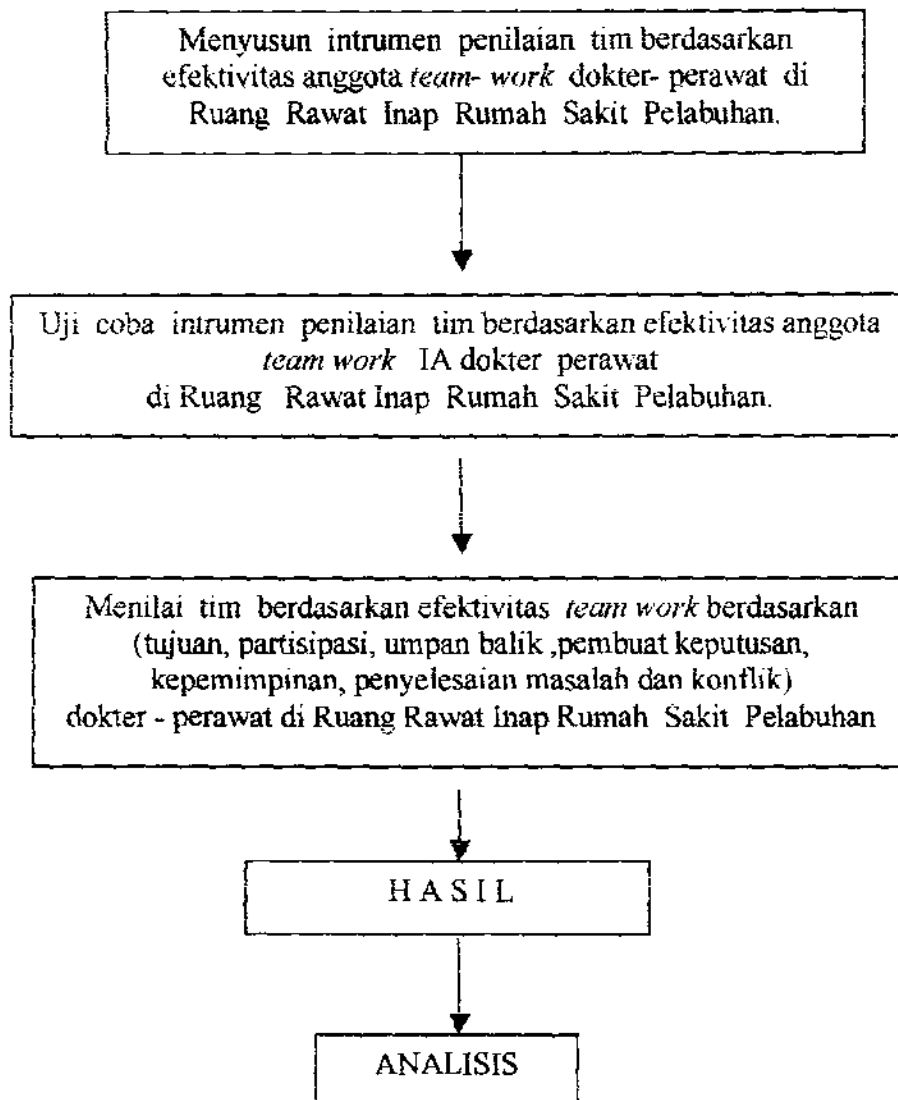 Menyusun intrumen penilaian tim berdasarkan
efektivitas anggota team- work dokter- perawat di
Ruang Rawat Inap Rumah Sakit Pelabuhan.
Uji coba intrumen penilaian tim berdasarkan efektivitas anggota
team work IA dokter perawat
di Ruang Rawat Inap Rumah Sakit Pelabuhan.
Menilai tim berdasarkan efektivitas team work berdasarkan
(tujuan, partisipasi, umpan balik ,pembuat keputusan,
kepemimpinan, penyelesaian masalah dan konflik)
dokter - perawat di Ruang Rawat Inap Rumah Sakit Pelabuhan
H A S I L
ANALISIS